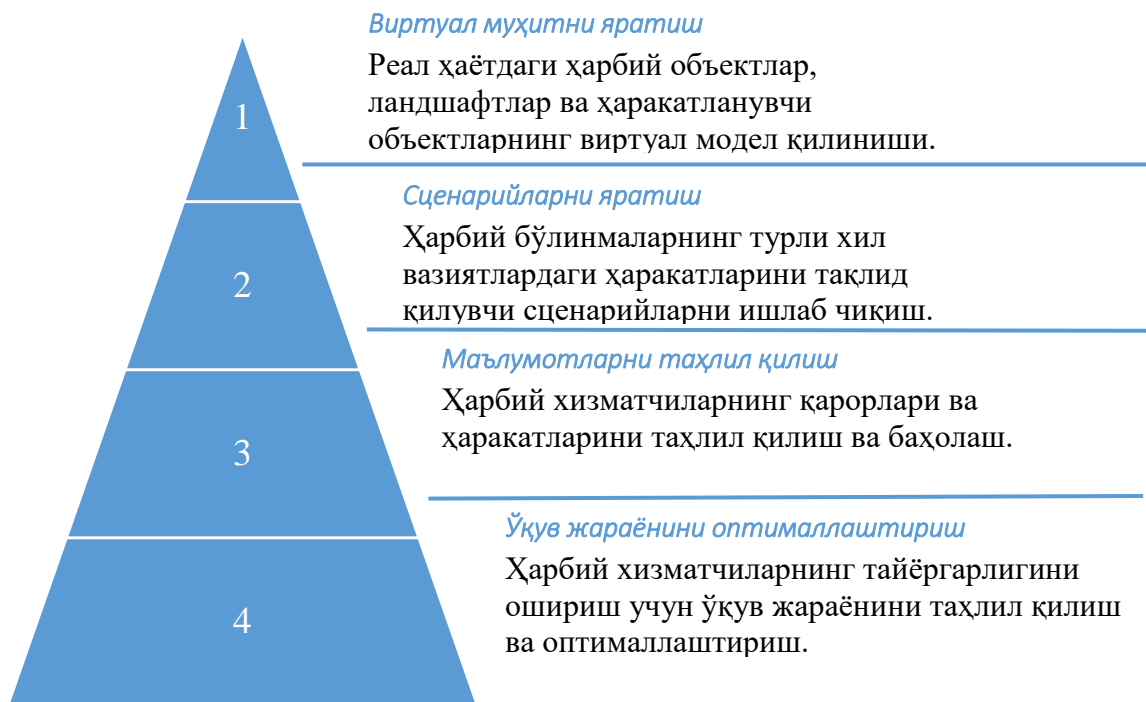 Виртуал муҳитни яратиш
Реал ҳаётдаги ҳарбий объектлар,
ландшафтлар ва ҳаракатланувчи
объектларнинг виртуал модел қилиниши.
1
Сценарийларни яратиш
Ҳарбий бўлинмаларнинг турли хил
вазиятлардаги ҳаракатларини тақлид
қилувчи сценарийларни ишлаб чиқиш.
2
Маълумотларни таҳлил қилиш
Ҳарбий хизматчиларнинг қарорлари ва
ҳаракатларини таҳлил қилиш ва баҳолаш.
3
Ўқув жараёнини оптималлаштириш
Ҳарбий хизматчиларнинг тайёргарлигини
ошириш учун ўқув жараёнини таҳлил қилиш
ва оптималлаштириш.
4